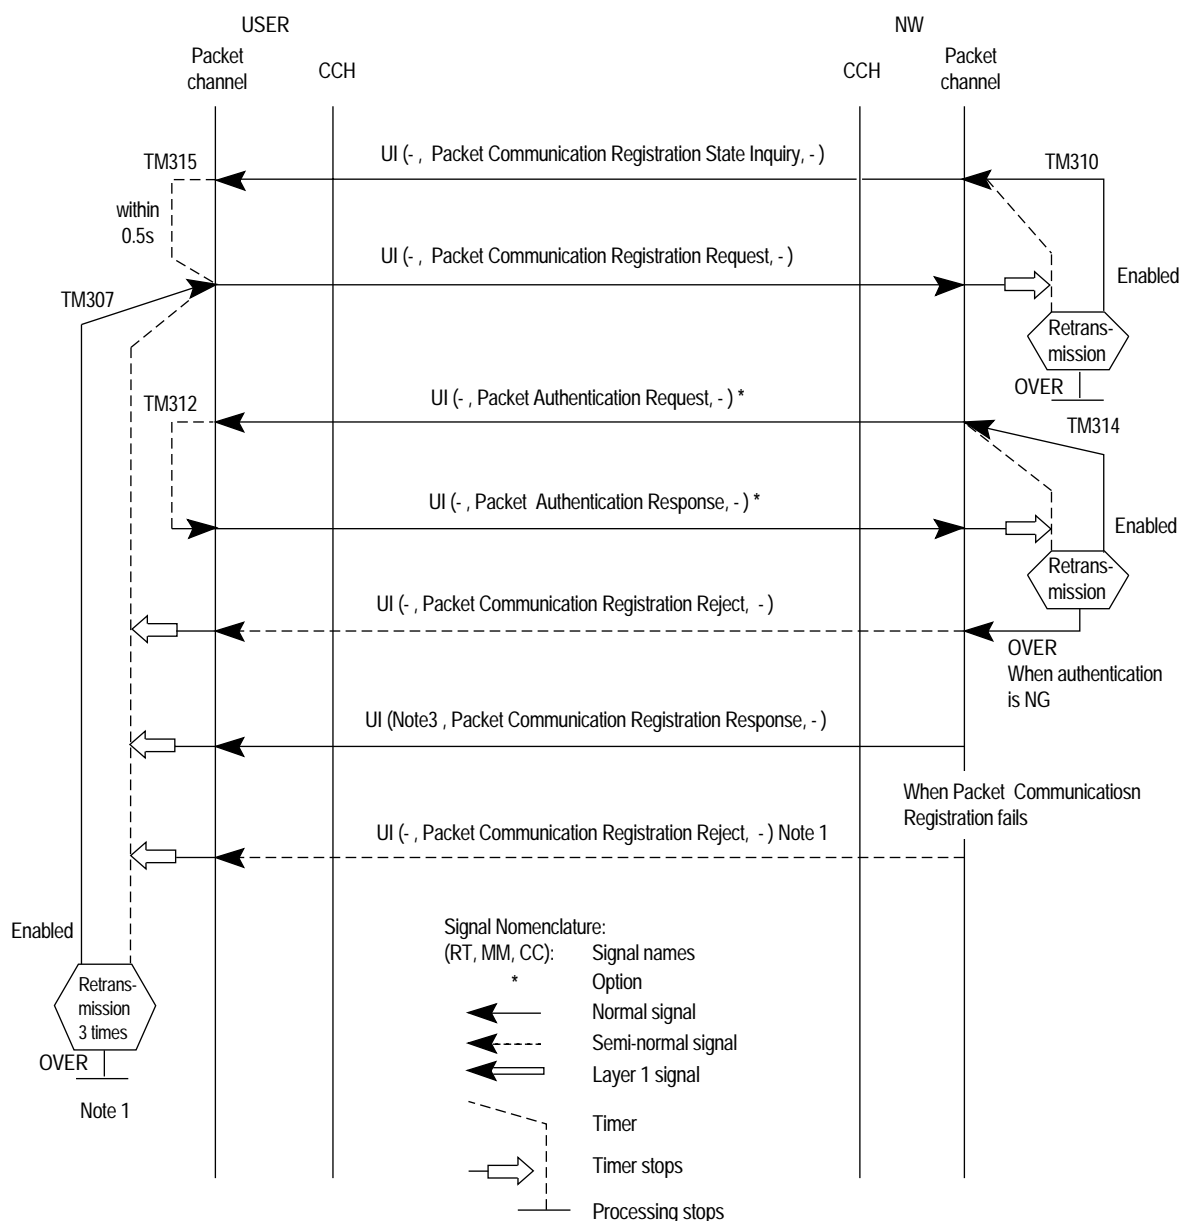 USER
NW
Packet
channel
CCH
CCH
Packet
channel
UI (- , Packet Communication Registration State Inquiry, - )
TM315
TM310
within
0.5s
UI (- , Packet Communication Registration Request, - )
Enabled
TM307
Retrans-
mission
OVER
UI (- , Packet Authentication Request, - ) *
TM312
TM314
UI (- , Packet Authentication Response, - ) *
Enabled
Retrans-
mission
UI (- , Packet Communication Registration Reject, - )
OVER
When authentication
is NG
UI (Note3 , Packet Communication Registration Response, - )
When Packet Communicatiosn
Registration fails
UI (- , Packet Communication Registration Reject, - ) Note 1
Enabled
Retrans-
mission
3 times
OVER
Note 1
Signal Nomenclature:
(RT, MM, CC): Signal names
* Option
Normal signal
Semi-normal signal
Layer 1 signal
Timer
Timer stops
Processing stops